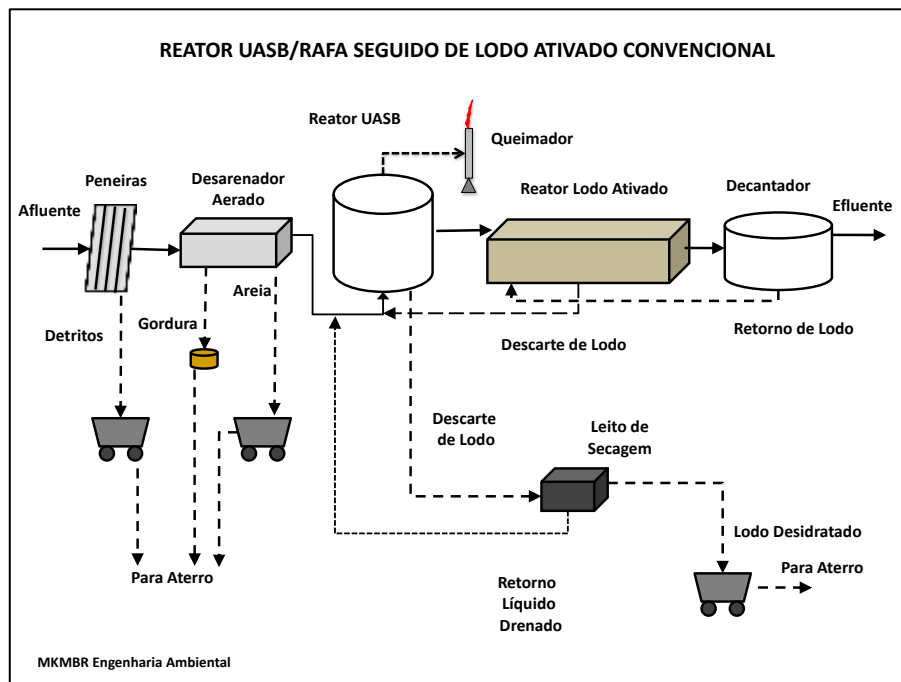 REATOR UASB/RAFA SEGUIDO DE LODO ATIVADO CONVENCIONAL
Reator UASB
Queimador
Peneiras
Desarenador
Aerado
Reator Lodo Ativado
Decantador
Afluente
Efluente
Areia
Gordura
Detritos
Retorno de Lodo
Descarte de Lodo
Descarte
de Lodo
Leito de
Secagem
Lodo Desidratado
Para Aterro
Para Aterro
Retorno
Líquido
Drenado
MKMBR Engenharia Ambiental